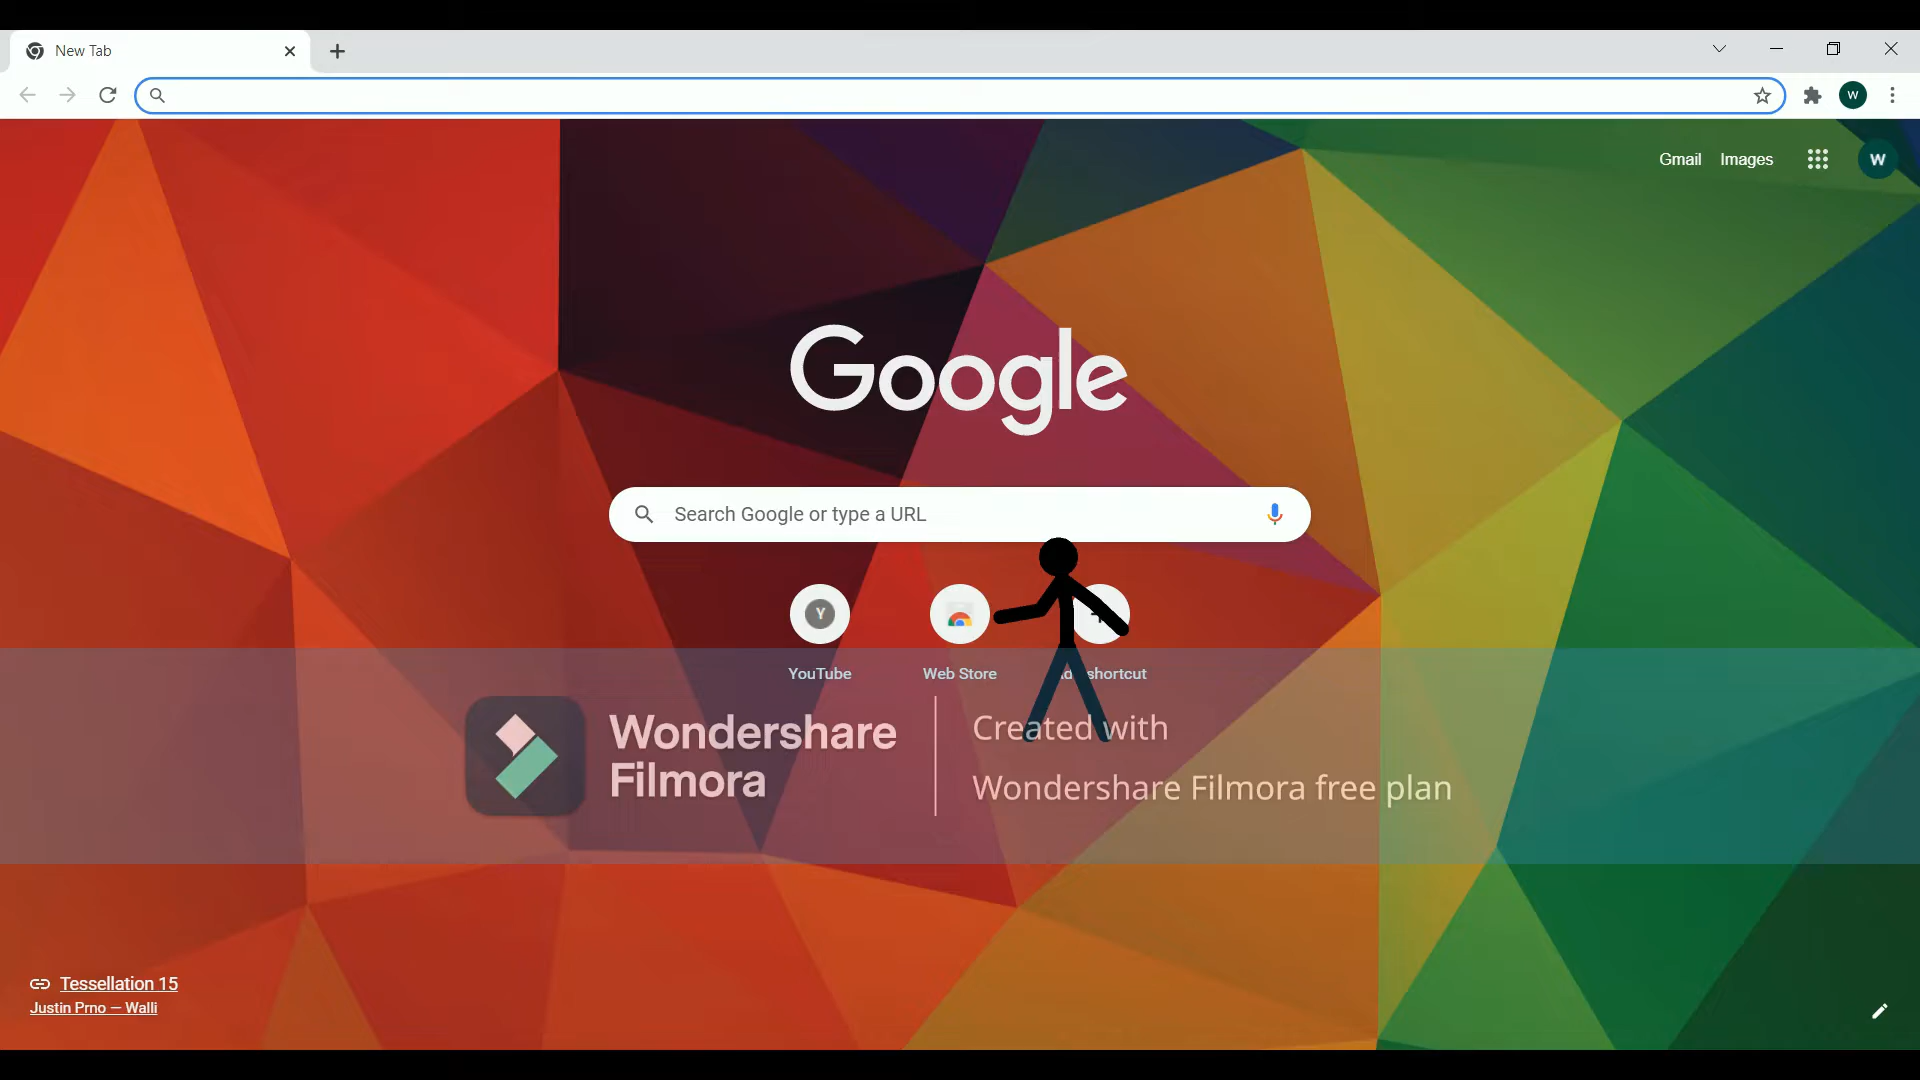 New Tab
W
Gmail Images
W
Google
Search Google or type a URL
Y
YouTube
Web Store
shortcut
Wondershare
Filmora
Created with
Wondershare Filmora free plan
Tessellation 15
Justin Prno — Walli